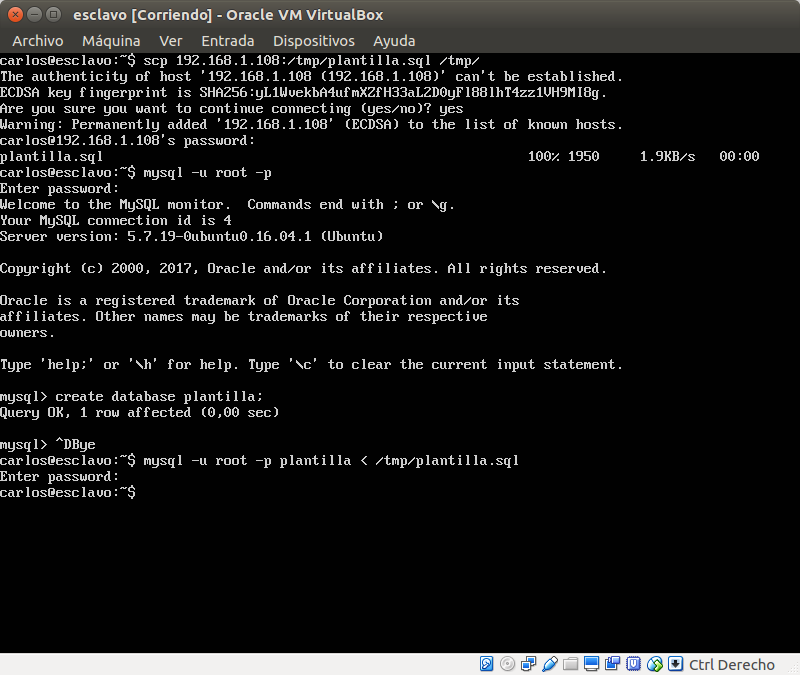 esclavo [Corriendo] - Oracle VM VirtualBox
Archivo Máquina Ver Entrada Dispositivos Ayuda
carlos@esclavo:~$ scp 192.168.1.108:/tmp/plantilla.sql /tmp/
The authenticity of host '192.168.1.108 (192.168.1.108)' can't be established.
ECDSA key fingerprint is SHA256:yL1WvekbA4ufmXZfH33aL2D0yFl88lhT4zz1VH9MI8g.
Are you sure you want to continue connecting (yes/no)? yes
Warning: Permanently added '192.168.1.108' (ECDSA) to the list of known hosts.
carlos@192.168.1.108's password:
plantilla.sql 100% 1950 1.9KB/s 00:00
carlos@esclavo:~$ mysql -u root -p
Enter password:
Welcome to the MySQL monitor.  Commands end with ; or \g.
Your MySQL connection id is 4
Server version: 5.7.19-0ubuntu0.16.04.1 (Ubuntu)
Copyright (c) 2000, 2017, Oracle and/or its affiliates. All rights reserved.
Oracle is a registered trademark of Oracle Corporation and/or its
affiliates. Other names may be trademarks of their respective
owners.
Type 'help;' or '\h' for help. Type '\c' to clear the current input statement.
mysql> create database plantilla;
Query OK, 1 row affected (0,00 sec)
mysql> ^DBye
carlos@esclavo:~$ mysql -u root -p plantilla < /tmp/plantilla.sql
Enter password:
carlos@esclavo:~$
Ctrl Derecho